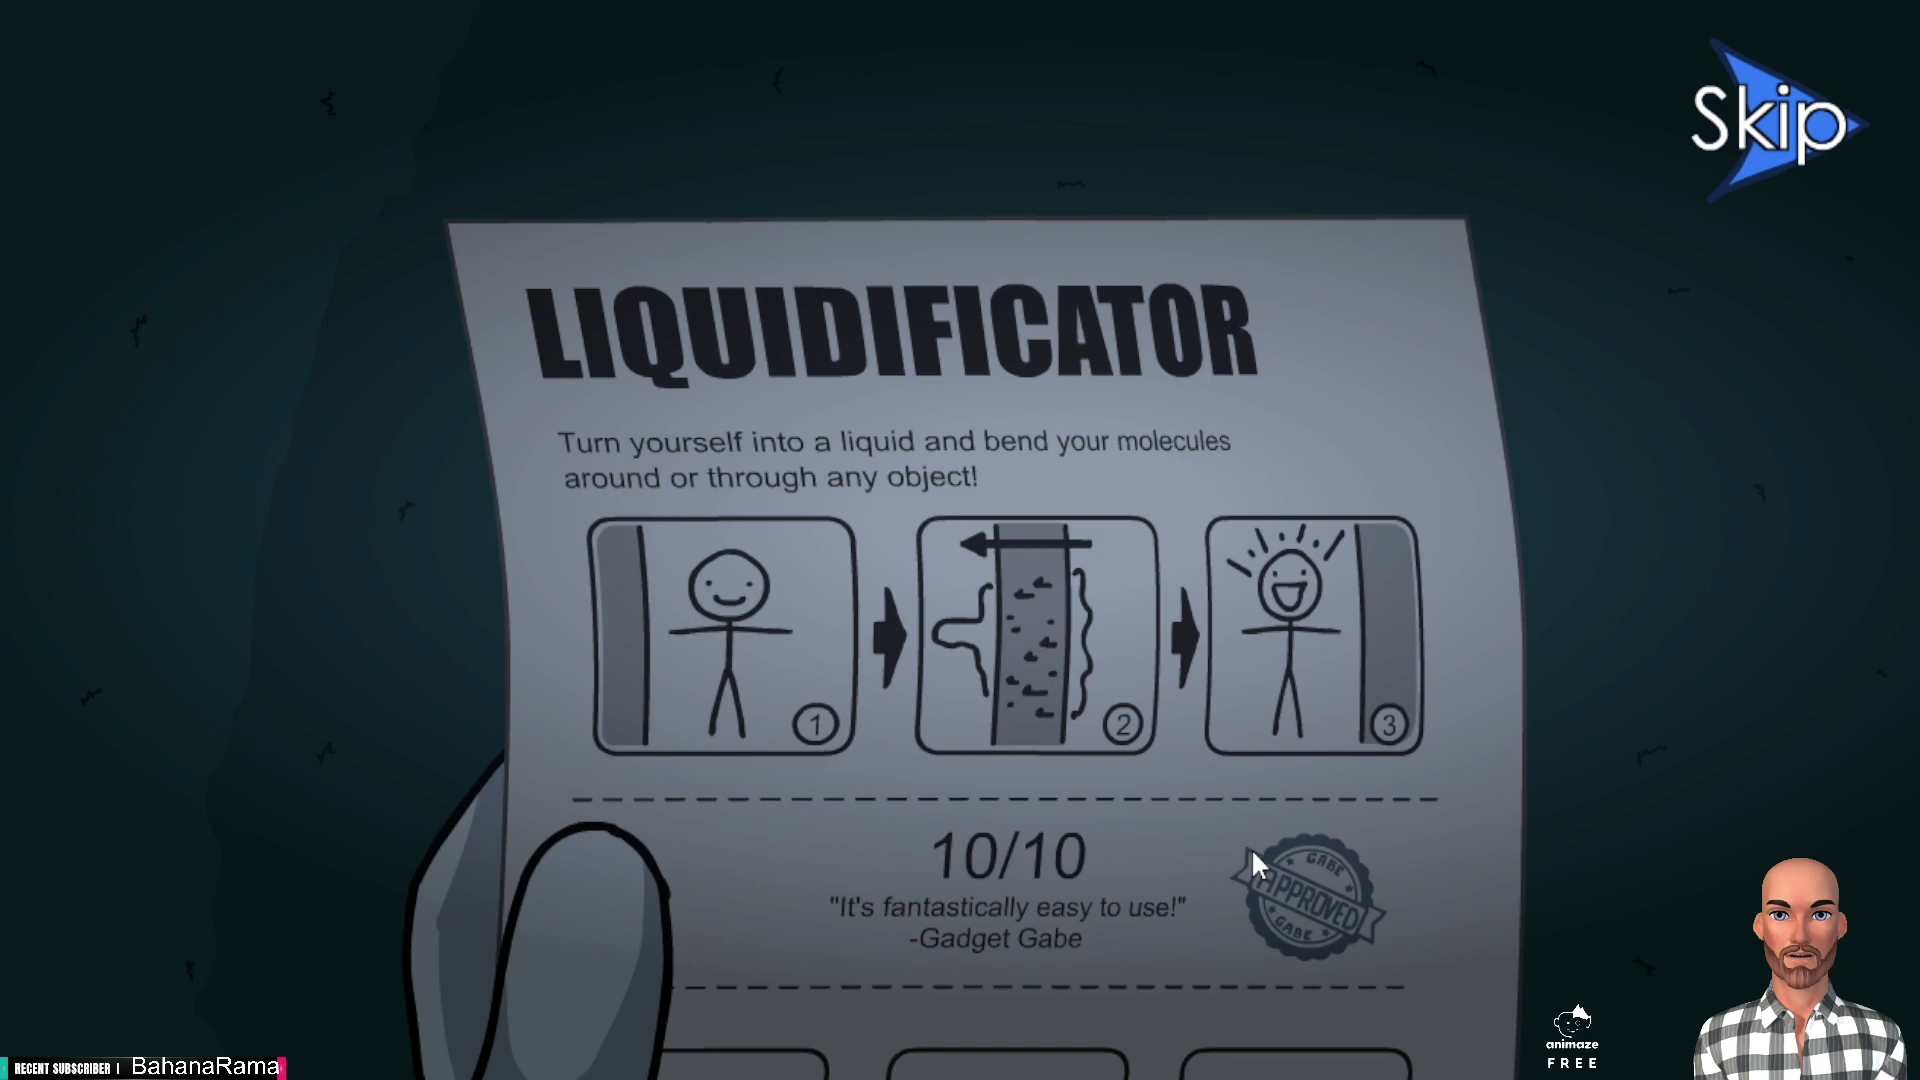 Skip
LIQUIDIFICATOR
Turn yourself into a liquid and bend your molecules
around or through any object!
1
2
3
10/10
"It's fantastically easy to use!"
-Gadget Gabe
GABE
APPROVED
GABE
animaze
FREE
RECENT SUBSCRIBER | BahanaRama